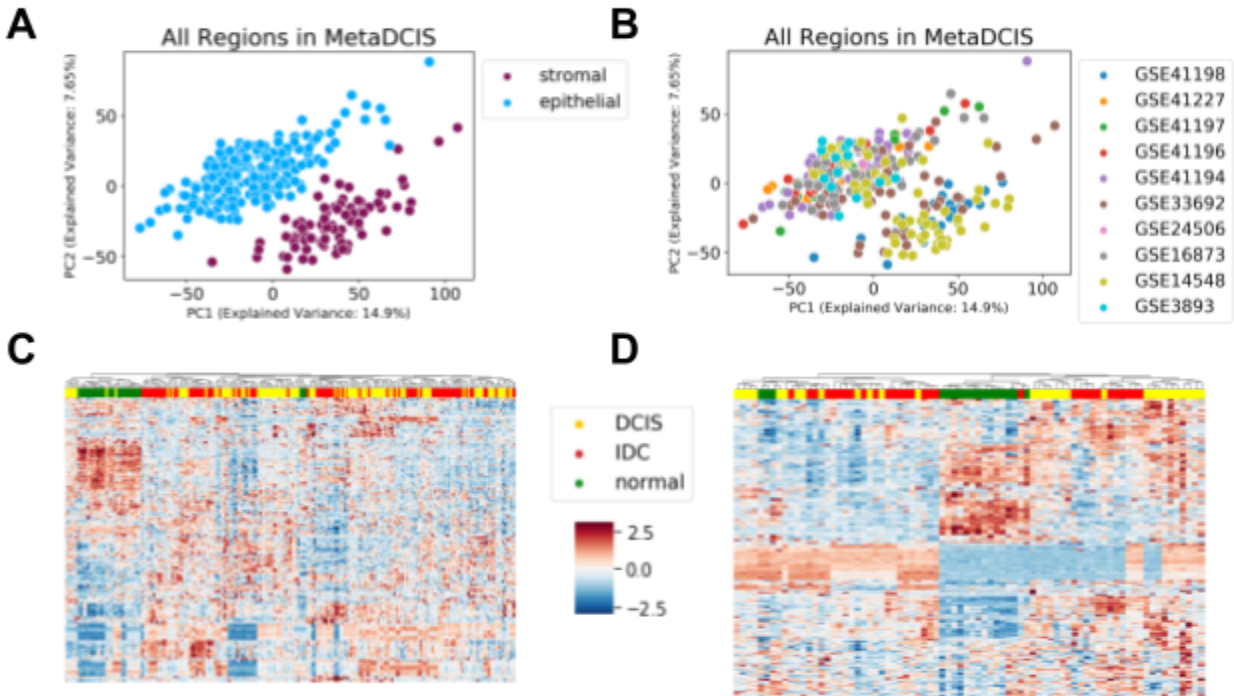 A
All Regions in MetaDCIS
PC2 (Explained Variance: 7.65%)
50
0
−50
−50
0
50
100
PC1 (Explained Variance: 14.9%)
stromal
epithelial
B
All Regions in MetaDCIS
PC2 (Explained Variance: 7.65%)
50
0
−50
−50
0
50
100
PC1 (Explained Variance: 14.9%)
GSE41198
GSE41227
GSE41197
GSE41196
GSE41194
GSE33692
GSE24506
GSE16873
GSE14548
GSE3893
C
DCIS
IDC
normal
2.5
0.0
−2.5
D